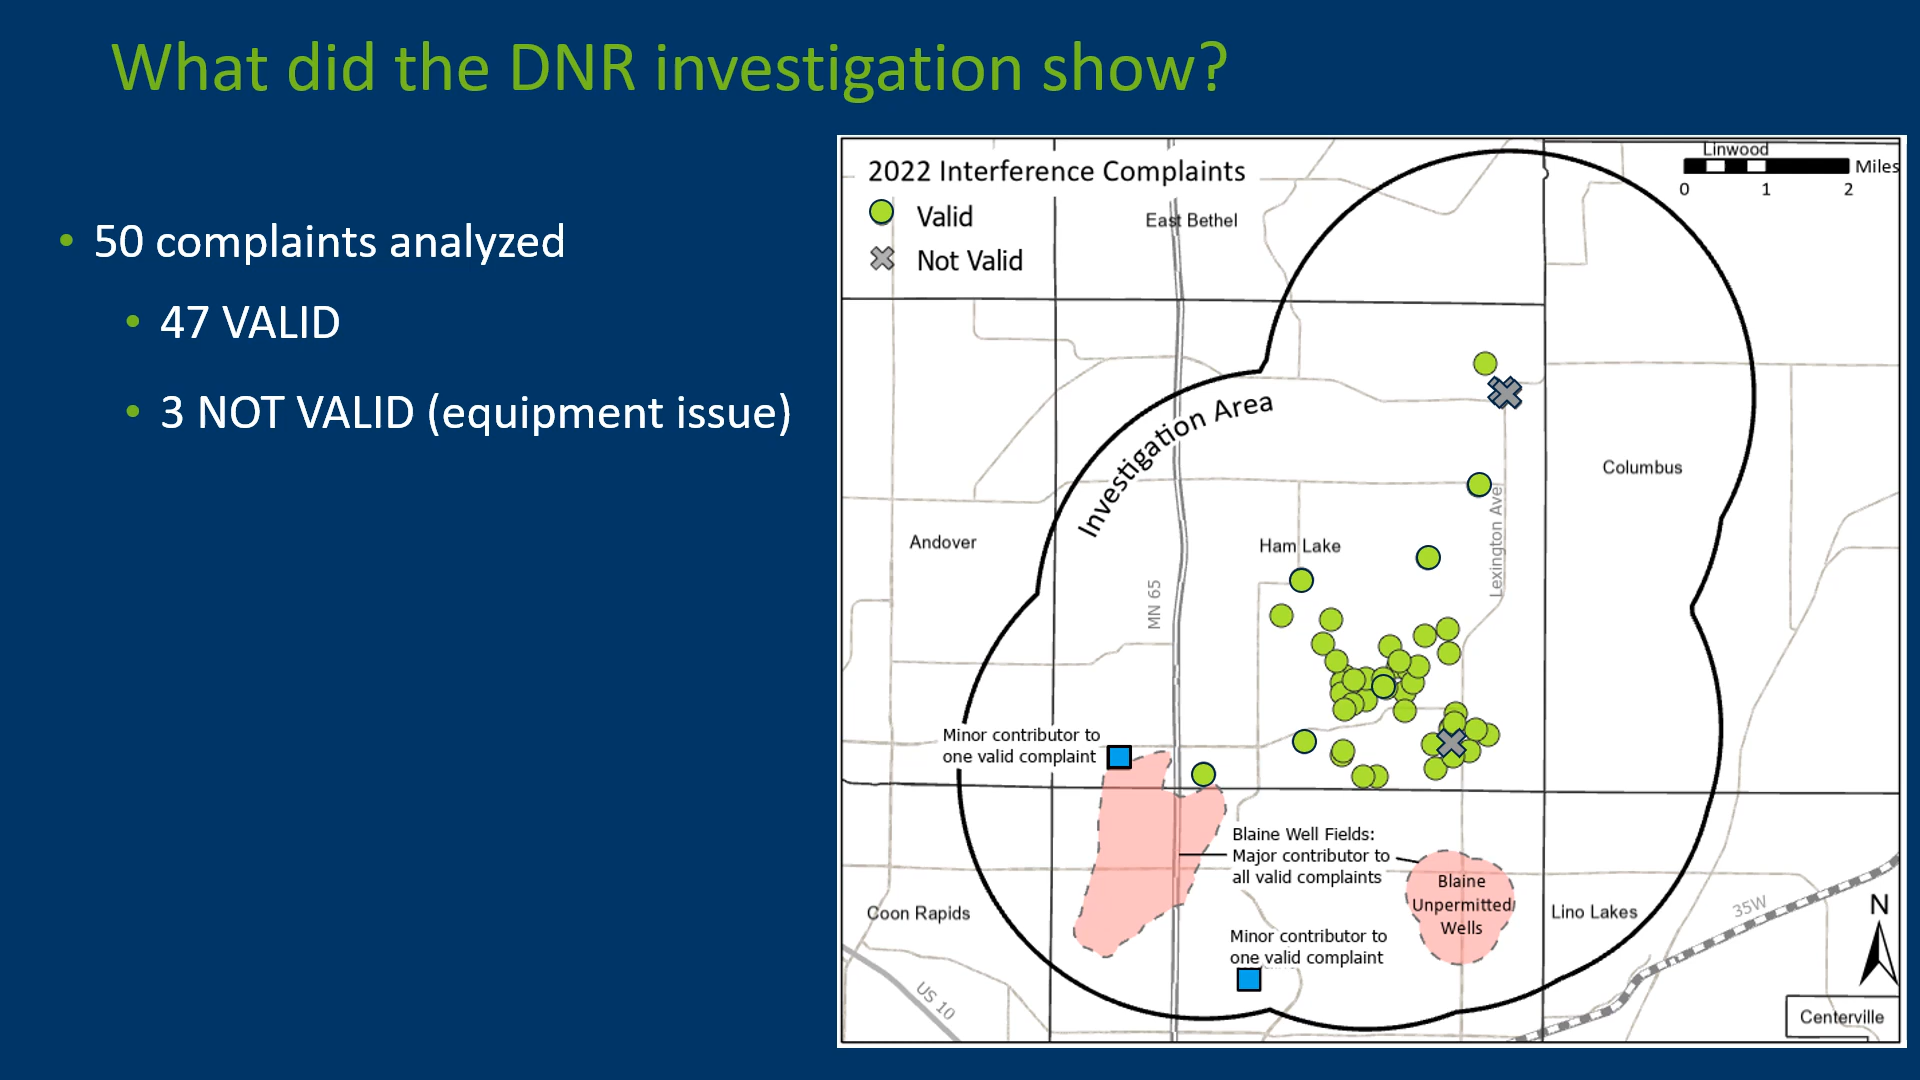 What did the DNR investigation show?
• 50 complaints analyzed
• 47 VALID
• 3 NOT VALID (equipment issue)
2022 Interference Complaints
Valid
Not Valid
Linwood
Miles
0 1 2
East Bethel
Investigation Area
Columbus
Lexington Ave
Andover
Ham Lake
MN 65
Minor contributor to
one valid complaint
Blaine Well Fields:
Major contributor to
all valid complaints
Blaine
Unpermitted
Wells
Coon Rapids
Lino Lakes
35W
N
Minor contributor to
one valid complaint
US 10
Centerville